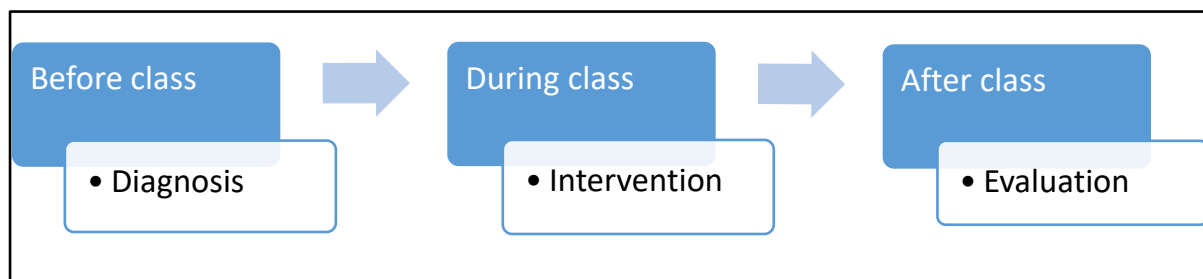 Before class
• Diagnosis
During class
• Intervention
After class
• Evaluation